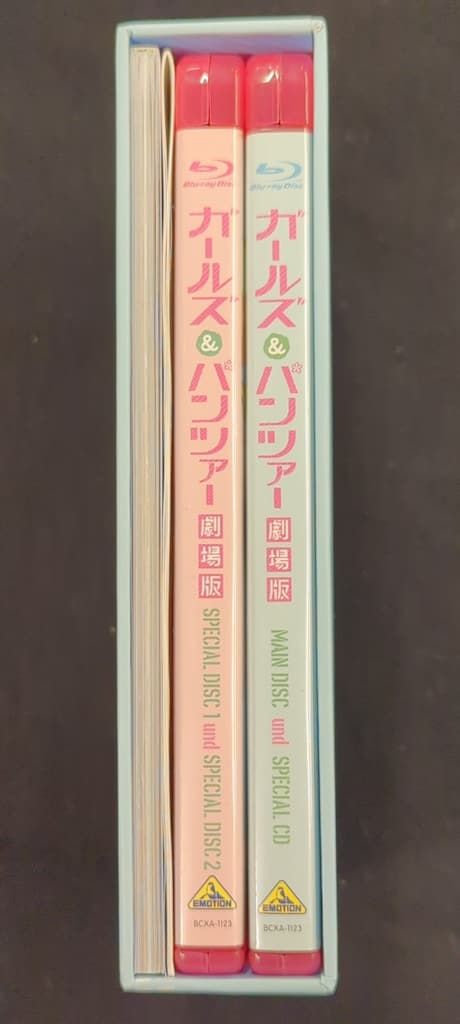 Blu-ray Disc
ガールズ&パンツァー
劇場版
SPECIAL DISC 1 und SPECIAL DISC 2
EMOTION
BCXA-1123
Blu-ray Disc
ガールズ&パンツァー
劇場版
MAIN DISC und SPECIAL CD
EMOTION
BCXA-1123